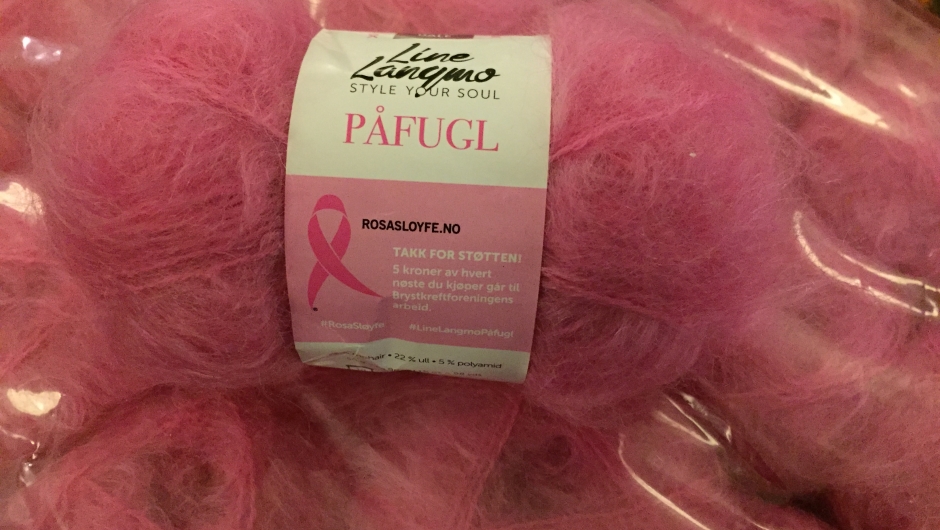 Line
Langmo
STYLE YOUR SOUL
PÅFUGL
ROSASLOYFE.NO
TAKK FOR STØTTEN!
5 kroner av hvert
nøste du kjøper går til
Brystkreftforeningens
arbeid.
#RosaSløyfe #LineLangmoPåfugl
22 % ull • 5 % polyamid